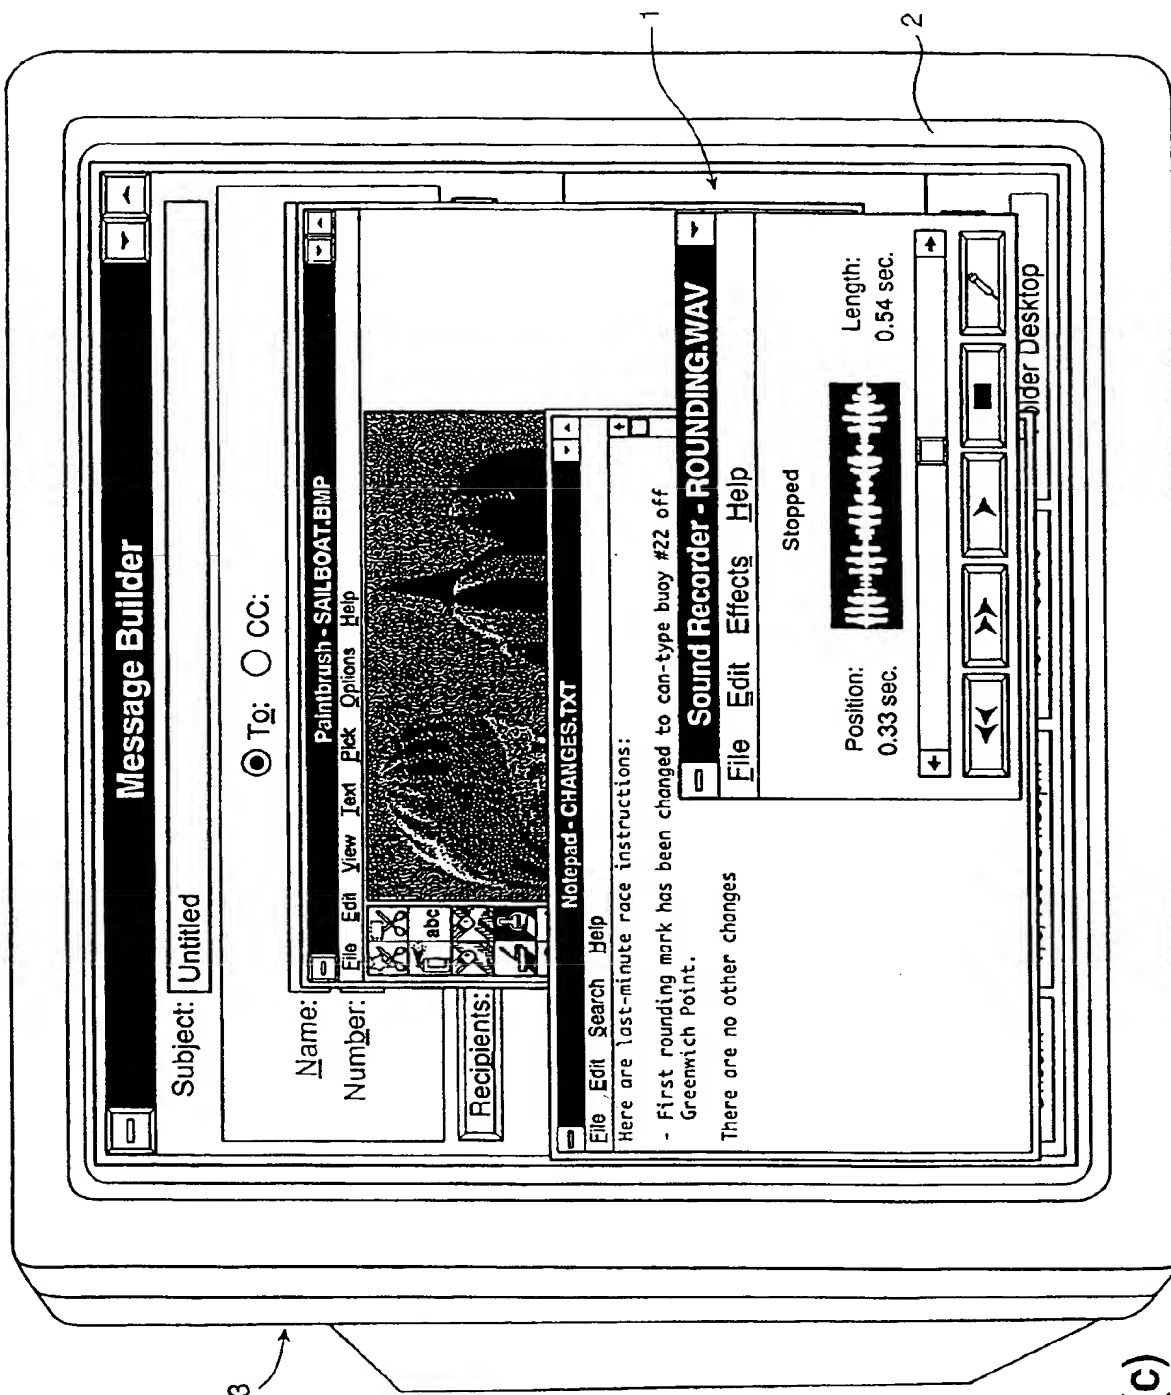 Message Builder
Subject: Untitled
To: CC:
Name:
Number:
Recipients:
Paintbrush - SAILBOAT.BMP
File Edit View Text Pick Options Help
abc
Notepad - CHANGES.TXT
File Edit Search Help
Here are last-minute race instructions:
- First rounding mark has been changed to can-type buoy #22 off
Greenwich Point.
There are no other changes
Sound Recorder - ROUNDING.WAV
File Edit Effects Help
Stopped
Position:
0.33 sec.
Length:
0.54 sec.
Desktop
1
2
3